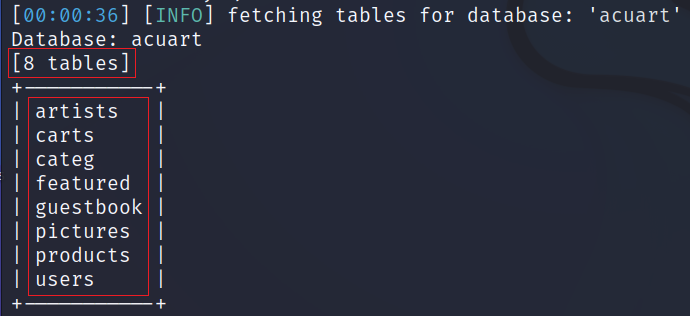 [00:00:36] [INFO] fetching tables for database: 'acuart'
Database: acuart
[8 tables]
+-----------+
| artists   |
| carts     |
| categ     |
| featured  |
| guestbook |
| pictures  |
| products  |
| users     |
+-----------+